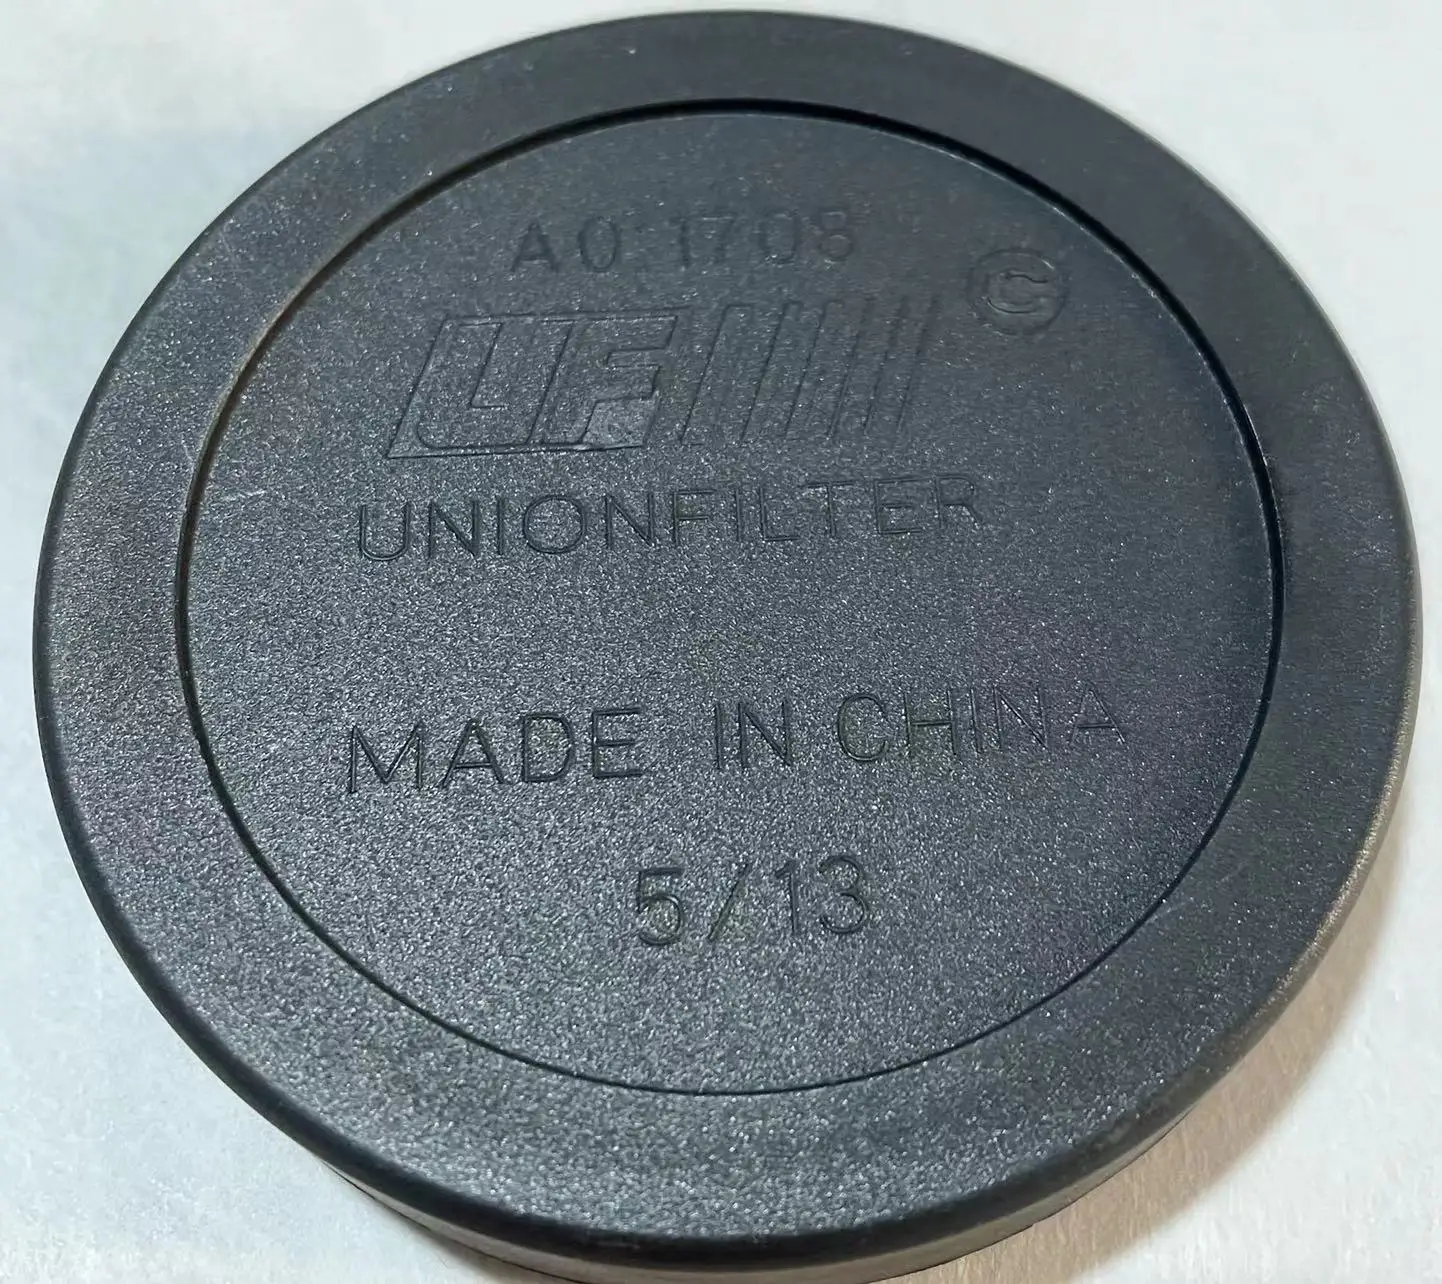 A0 1708
©
UF
UNIONFILTER
MADE IN CHINA
5/13